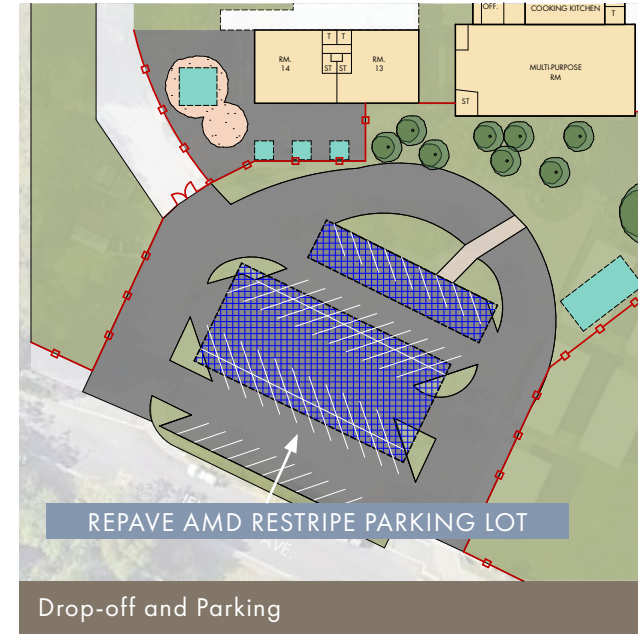 OFF.
COOKING KITCHEN
T
T T
RM.
14
RM.
13
ST ST
MULTI-PURPOSE
RM
ST
REPAVE AMD RESTRIPE PARKING LOT
AVE.
Drop-off and Parking